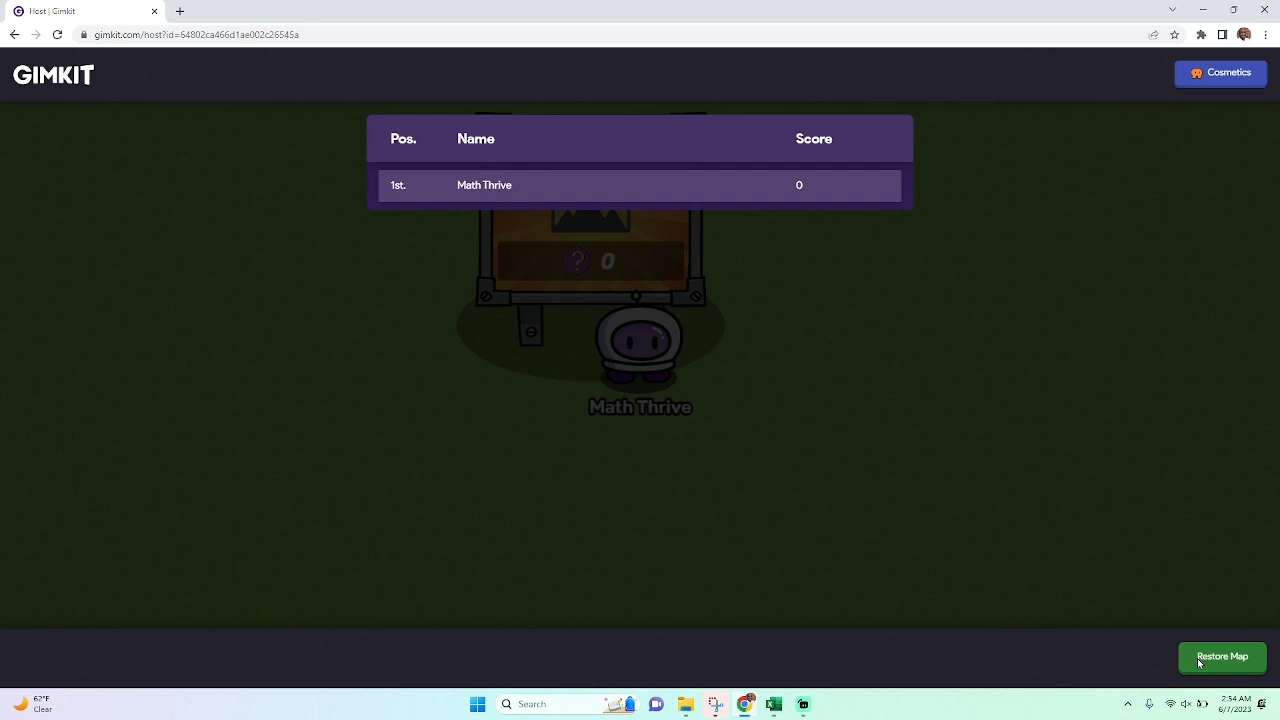 Host | Gimkit
gimkit.com/host?id=64802ca466d1ae002c26545a
GIMKIT
Cosmetics
Pos. Name Score
1st. Math Thrive 0
? 0
Math Thrive
Restore Map
62°F
Clear
Search
2:54 AM
6/7/2023